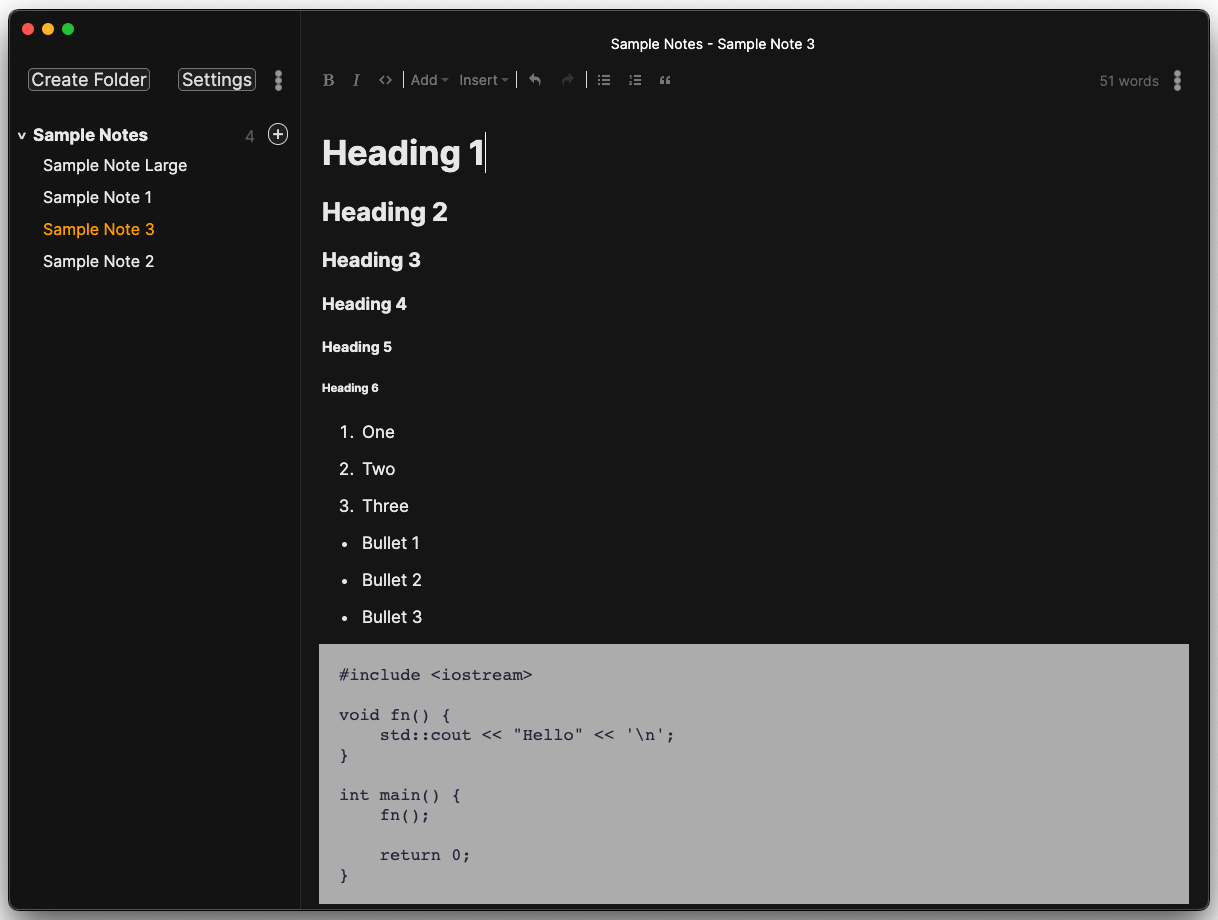 Sample Notes - Sample Note 3
Create Folder Settings
B I <> Add Insert 51 words
Sample Notes 4
Sample Note Large
Sample Note 1
Sample Note 3
Sample Note 2
Heading 1
Heading 2
Heading 3
Heading 4
Heading 5
Heading 6
1. One
2. Two
3. Three
• Bullet 1
• Bullet 2
• Bullet 3
#include <iostream>
void fn() {
    std::cout << "Hello" << '\n';
}
int main() {
    fn();
    return 0;
}